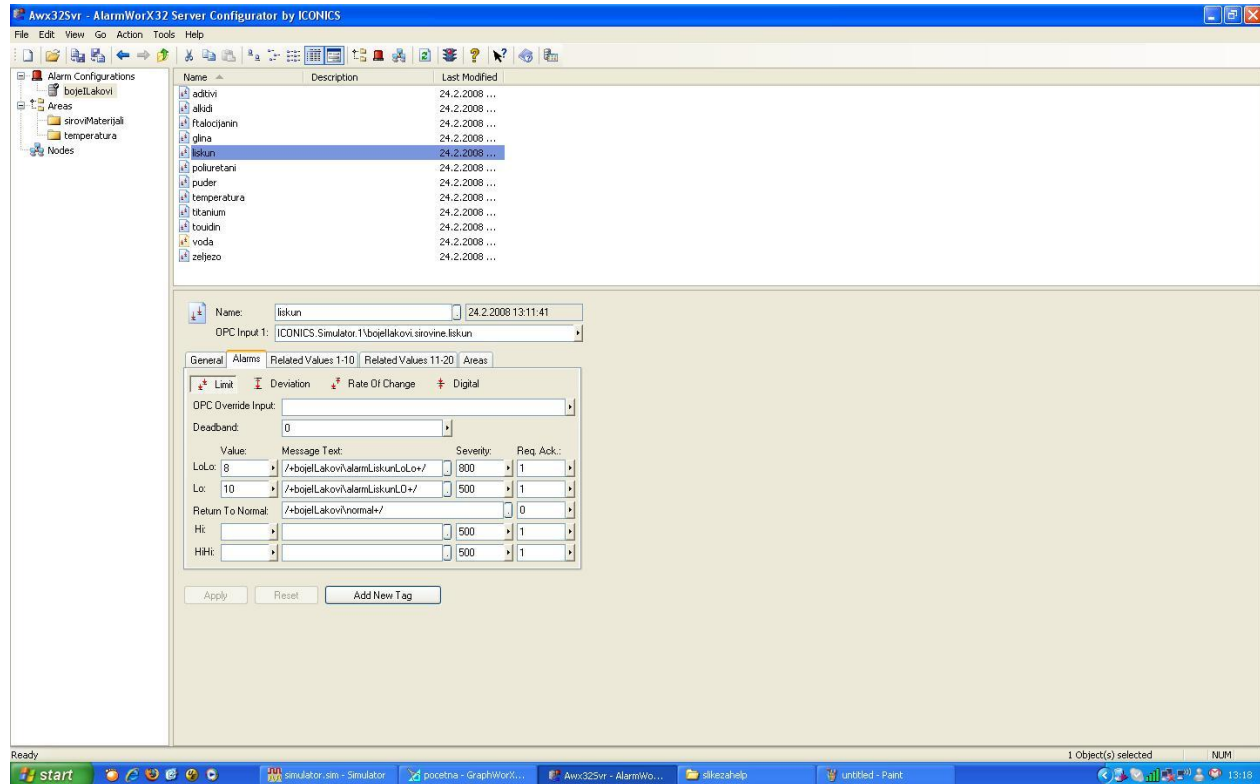 Awx32Svr - AlarmWorX32 Server Configurator by ICONICS
File Edit View Go Action Tools Help
Alarm Configurations
bojeILakovi
Areas
siroviMaterijali
temperatura
Nodes
Name Description Last Modified
aditivi 24.2.2008 ...
alkidi 24.2.2008 ...
ftalocijanin 24.2.2008 ...
glina 24.2.2008 ...
liskun 24.2.2008 ...
poliuretani 24.2.2008 ...
puder 24.2.2008 ...
temperatura 24.2.2008 ...
titanium 24.2.2008 ...
touidin 24.2.2008 ...
voda 24.2.2008 ...
zeljezo 24.2.2008 ...
Name: liskun . 24.2.2008 13:11:41
OPC Input 1: ICONICS.Simulator.1\bojeIlakovi.sirovine.liskun
General Alarms Related Values 1-10 Related Values 11-20 Areas
Limit Deviation Rate Of Change Digital
OPC Override Input:
Deadband: 0
Value: Message Text: Severity: Req. Ack.:
LoLo: 8 /+bojeILakovi\alarmLiskunLoLo+/ . 800 1
Lo: 10 /+bojeILakovi\alarmLiskunLO+/ . 500 1
Return To Normal: /+bojeILakovi\normal+/ . 0
Hi: . 500 1
HiHi: . 500 1
Apply Reset Add New Tag
Ready 1 Object(s) selected NUM
start simulator.sim - Simulator pocetna - GraphWorX... Awx32Svr - AlarmWo... slikezahelp untitled - Paint 13:18